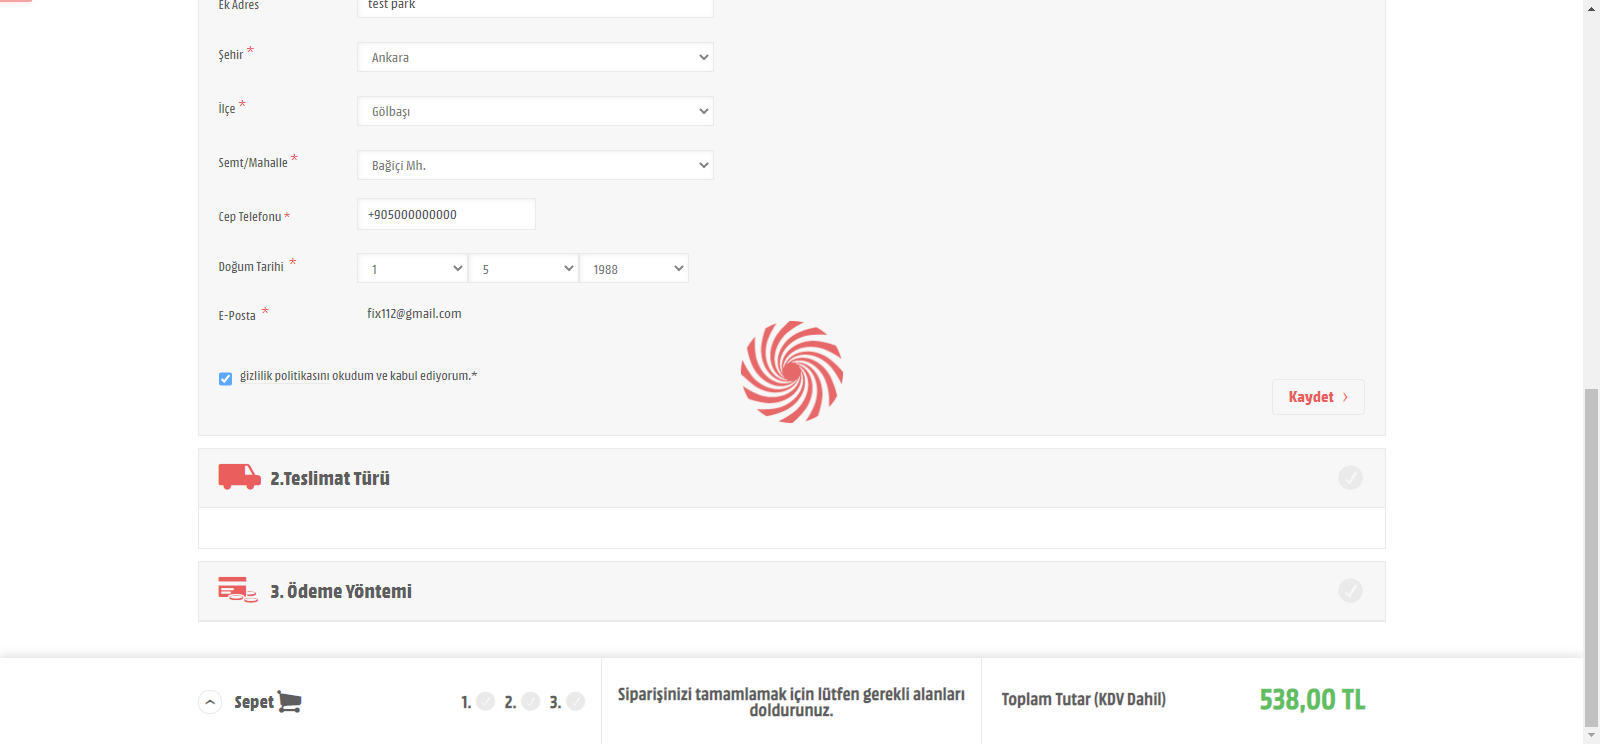 Ek Adres
test park
Şehir *
Ankara
İlçe *
Gölbaşı
Semt/Mahalle *
Bağiçi Mh.
Cep Telefonu *
+905000000000
Doğum Tarihi *
1 5 1988
E-Posta *
fix112@gmail.com
gizlilik politikasını okudum ve kabul ediyorum.*
Kaydet
2.Teslimat Türü
3. Ödeme Yöntemi
Sepet
1. 2. 3.
Siparişinizi tamamlamak için lütfen gerekli alanları
doldurunuz.
Toplam Tutar (KDV Dahil)
538,00 TL